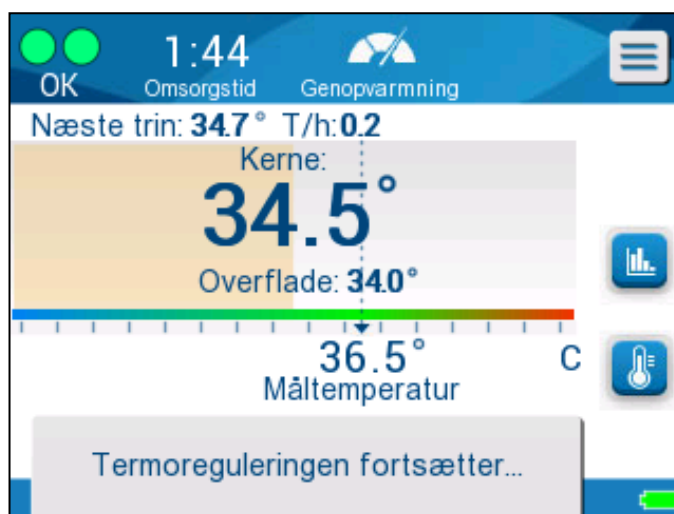 1:44
OK Omsorgstid Genopvarmning
Næste trin: 34.7° T/h:0.2
Kerne:
34.5°
Overflade: 34.0°
36.5° C
Måltemperatur
Termoreguleringen fortsætter...